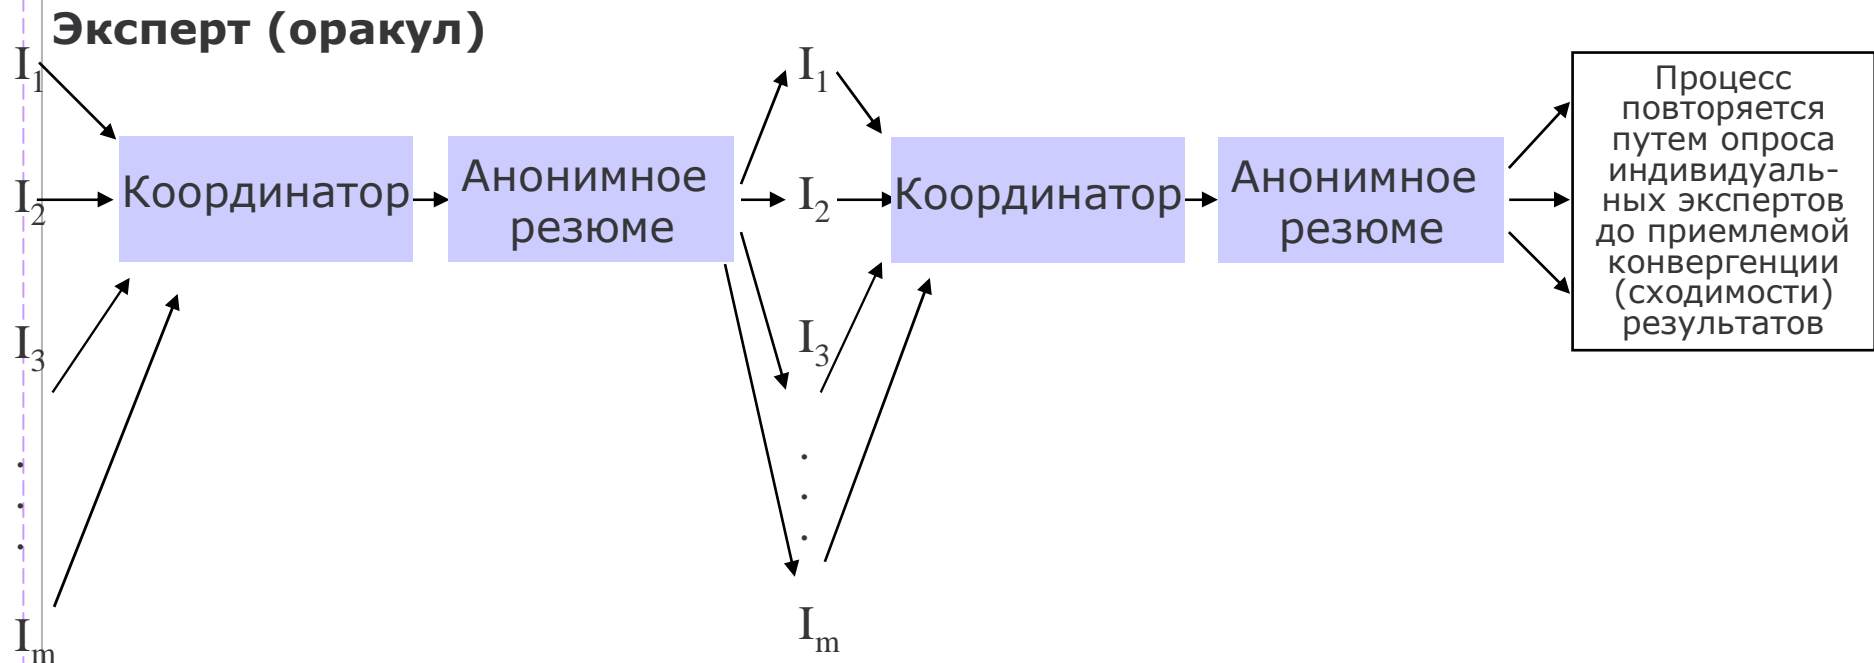 Эксперт (оракул)
I1
I2
I3
.
.
.
Im
Координатор
Анонимное
резюме
I1
I2
I3
.
.
.
Im
Координатор
Анонимное
резюме
Процесс
повторяется
путем опроса
индивидуаль-
ных экспертов
до приемлемой
конвергенции
(сходимости)
результатов